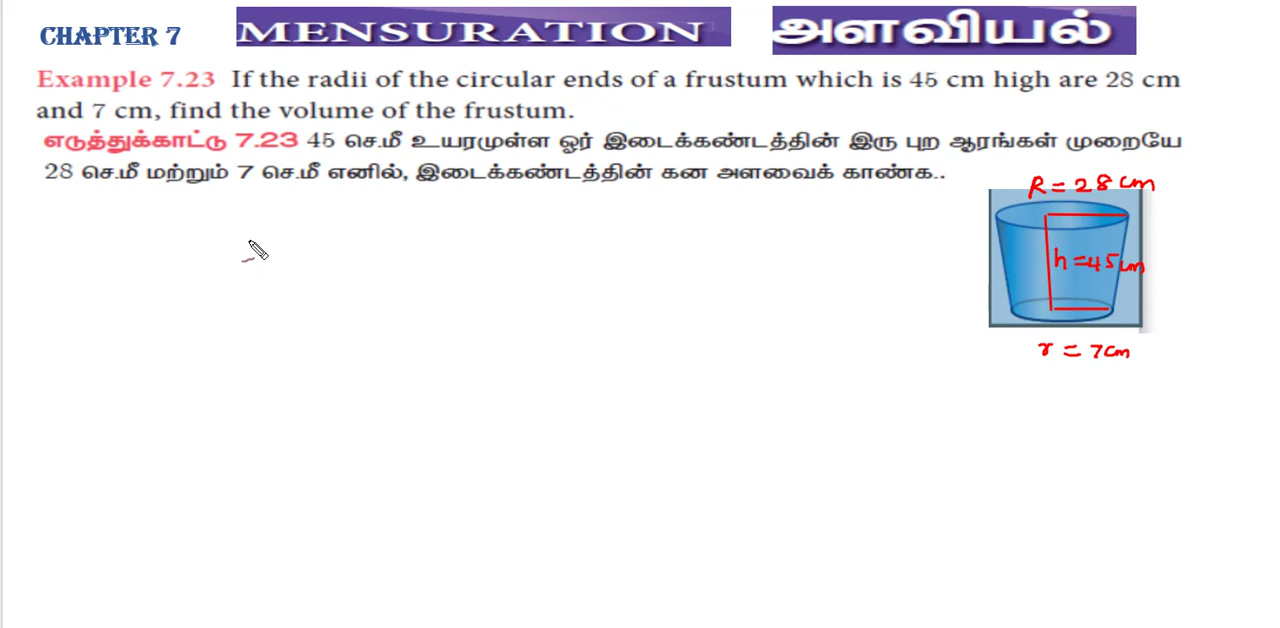 CHAPTER 7 MENSURATION அளவியல்
Example 7.23 If the radii of the circular ends of a frustum which is 45 cm high are 28 cm
and 7 cm, find the volume of the frustum.
எடுத்துக்காட்டு 7.23 45 செ.மீ உயரமுள்ள ஓர் இடைக்கண்டத்தின் இரு புற ஆரங்கள் முறையே
28 செ.மீ மற்றும் 7 செ.மீ எனில், இடைக்கண்டத்தின் கன அளவைக் காண்க..
R = 28 cm
h = 45 cm
r = 7 cm